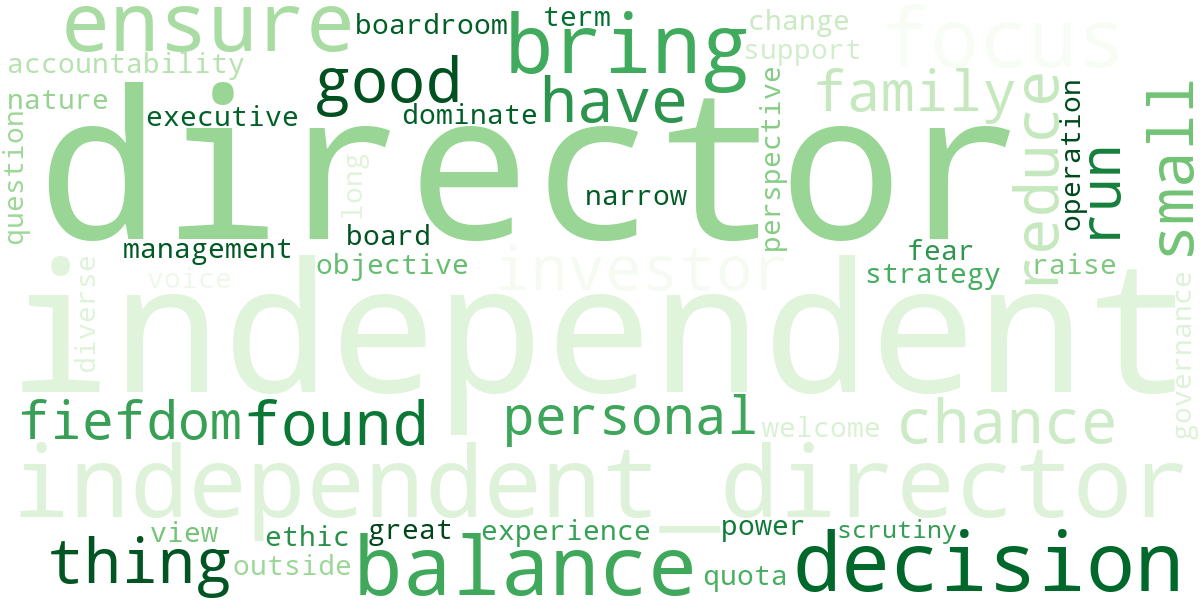 ensure
boardroom
term
bring
change
support
focus
accountability
good
have
familye
nature
executive
dominate
perspective
reduce
operation
run
small
question
director
long
narrow
management
board
objective
investor
fear
strategy
raise
voice
diverse
independent
governance
fiefdom
found
personal
welcome
chance
independent_director
view
ethic
great
experience
power
scrutiny
thing
outside
balance
quota
decision